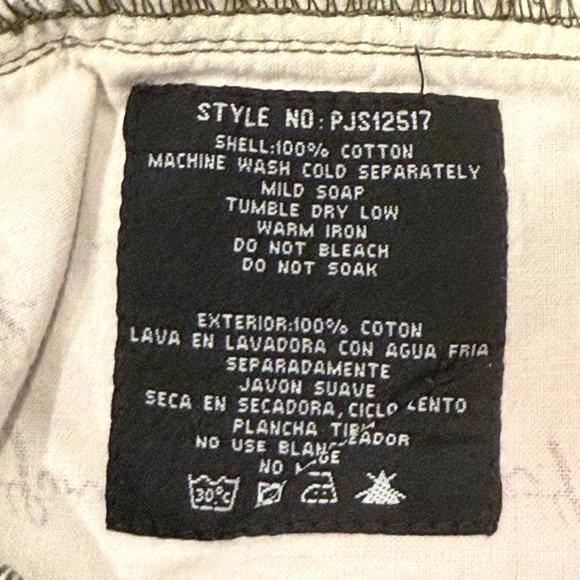 STYLE NO: PJS12517
SHELL:100% COTTON
MACHINE WASH COLD SEPARATELY
MILD SOAP
TUMBLE DRY LOW
WARM IRON
DO NOT BLEACH
DO NOT SOAK
EXTERIOR:100% COTON
LAVA EN LAVADORA CON AGUA FRIA
SEPARADAMENTE
JAVON SUAVE
SECA EN SECADORA, CICLO LENTO
PLANCHA
NO USE
NO
30°c